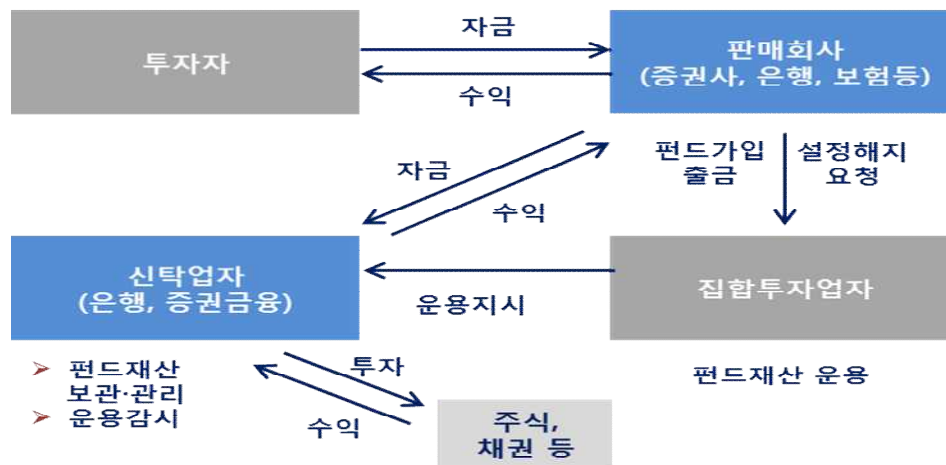 자금
투자자
판매회사
(증권사, 은행, 보험등)
수익
자금
수익
펀드가입
출금
설정해지
요청
신탁업자
(은행, 증권금융)
운용지시
집합투자업자
➢ 펀드재산
보관·관리
➢ 운용감시
투자
수익
펀드재산 운용
주식,
채권 등